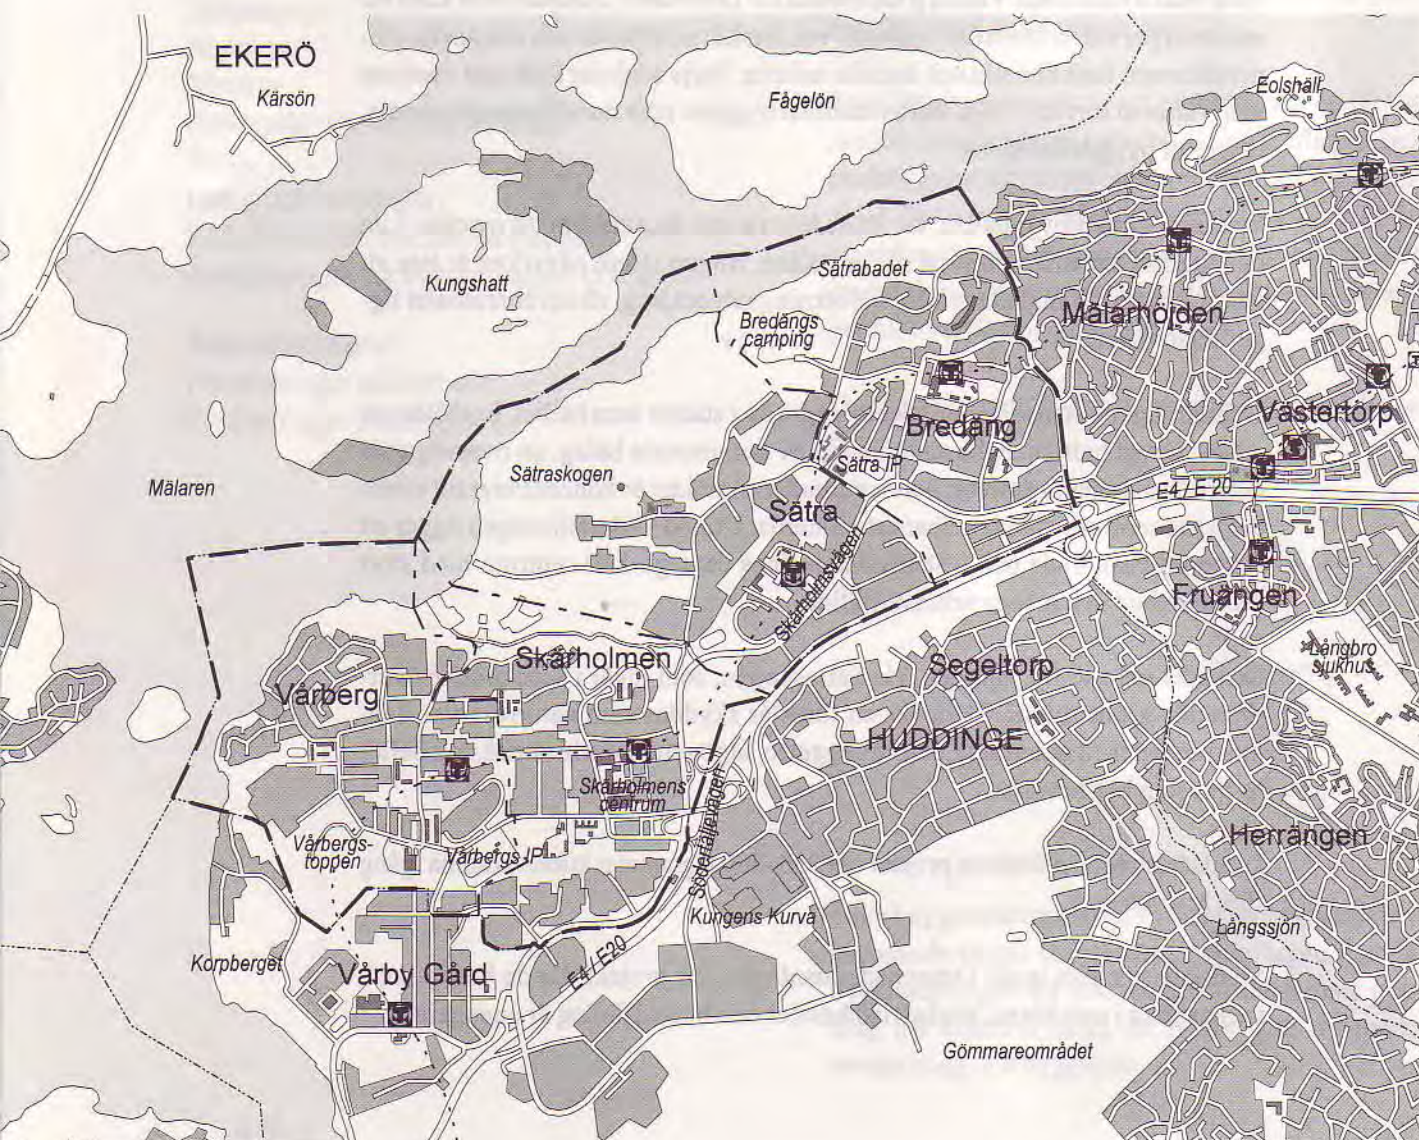 EKERÖ
Kärsön
Fågelön
Eolshäll
Kungshatt
Sätrabadet
Bredängs
camping
Mälarhöjden
Västertorp
Bredäng
Sätra IP
Sätraskogen
Mälaren
E4 / E 20
Sätra
Skärholmsvägen
Fruängen
Långbro
sjukhus
Skärholmen
Segeltorp
Vårberg
HUDDINGE
Skärholmens
centrum
Södertäljevägen
Herrängen
Vårbergs-
toppen
Vårbergs IP
Kungens Kurva
Långssjön
Korpberget
Vårby Gård
E4 / E20
Gömmareområdet